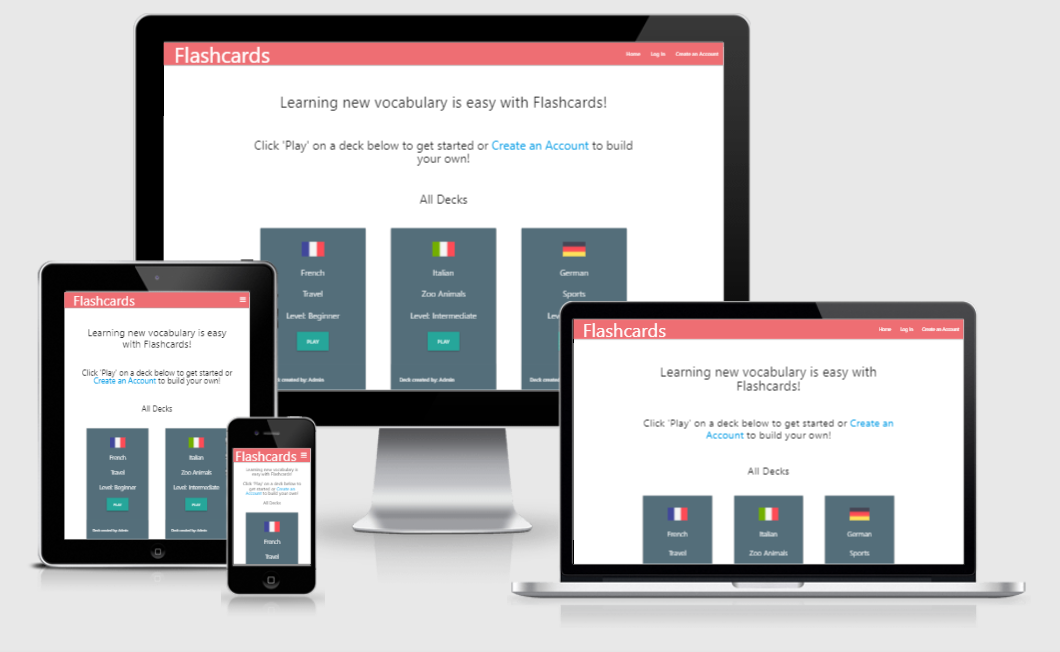 Flashcards
Home Log In Create an Account
Learning new vocabulary is easy with Flashcards!
Click 'Play' on a deck below to get started or Create an Account to build
your own!
All Decks
French Italian German
Travel Zoo Animals Sports
Level: Beginner Level: Intermediate Le
PLAY PLAY
k created by: Admin Deck created by: Admin Deck created
Flashcards
Learning new vocabulary is easy
with Flashcards!
Click 'Play' on a deck below to get started or
Create an Account to build your own!
All Decks
French Italian
Travel Zoo Animals
Level: Beginner Level: Intermediate
PLAY PLAY
Deck created by: Admin Deck created by: Admin
Flashcards
Learning new vocabulary is
easy with Flashcards!
Click 'Play' on a deck below to
get started or Create an
Account to build your own!
All Decks
French
Travel
Flashcards
Home Log In Create an Account
Learning new vocabulary is easy with
Flashcards!
Click 'Play' on a deck below to get started or Create an
Account to build your own!
All Decks
French Italian German
Travel Zoo Animals Sports